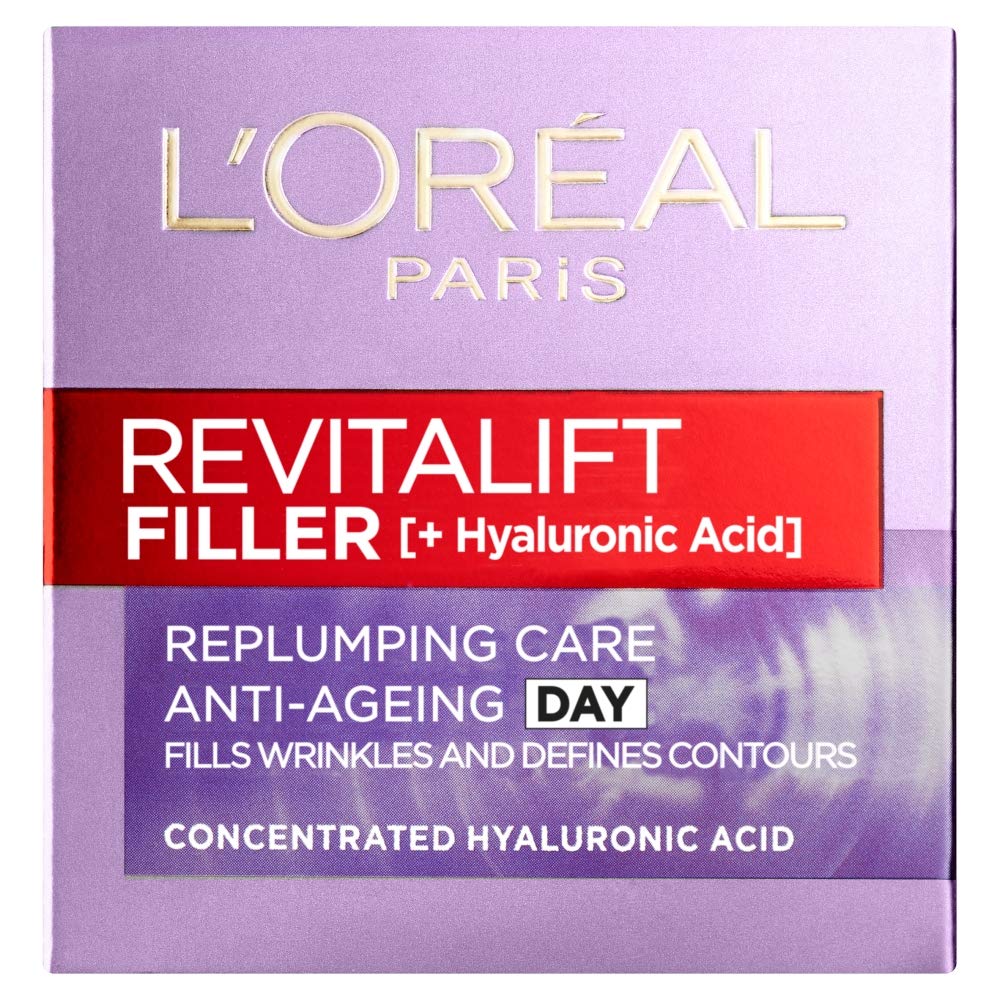 L'ORÉAL
PARiS
REVITALIFT
FILLER [+ Hyaluronic Acid]
REPLUMPING CARE
ANTI-AGEING DAY
FILLS WRINKLES AND DEFINES CONTOURS
CONCENTRATED HYALURONIC ACID